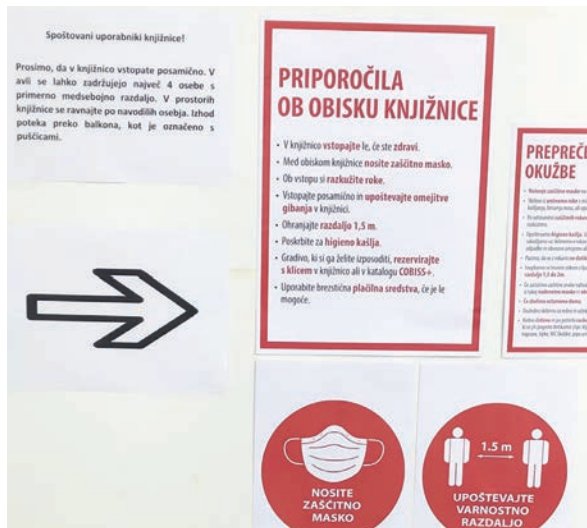 Spoštovani uporabniki knjižnice!
Prosimo, da v knjižnico vstopate posamično. V
avli se lahko zadržujejo največ 4 osebe s
primerno medsebojno razdaljo. V prostorih
knjižnice se ravnajte po navodilih osebja. Izhod
poteka preko balkona, kot je označeno s
puščicami.
PRIPOROČILA
OB OBISKU KNJIŽNICE
• V knjižnico vstopajte le, če ste zdravi.
• Med obiskom knjižnice nosite zaščitno masko.
• Ob vstopu si razkužite roke.
• Vstopajte posamično in upoštevajte omejitve
gibanja v knjižnici.
• Ohranjajte razdaljo 1,5 m.
• Poskrbite za higieno kašlja.
• Gradivo, ki si ga želite izposoditi, rezervirajte
s klicem v knjižnico ali v katalogu COBISS+.
• Uporabite brezstična plačilna sredstva, če je le
mogoče.
OKUŽBE
NOSITE
ZAŠČITNO
MASKO
1.5 m
UPOŠTEVAJTE
VARNOSTNO
RAZDALJO